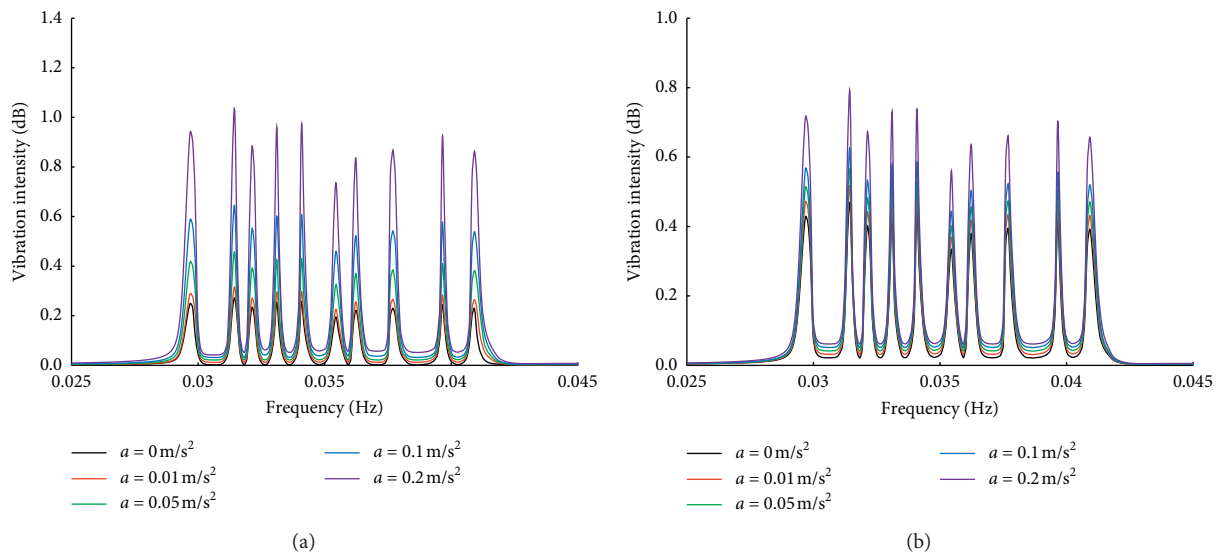 1.4
1.2
1.0
0.8
0.6
0.4
0.2
0.0
Vibration intensity (dB)
0.025 0.03 0.035 0.04 0.045
Frequency (Hz)
a = 0 m/s²
a = 0.01 m/s²
a = 0.05 m/s²
a = 0.1 m/s²
a = 0.2 m/s²
(a)
1.0
0.8
0.6
0.4
0.2
0.0
Vibration intensity (dB)
0.025 0.03 0.035 0.04 0.045
Frequency (Hz)
a = 0 m/s²
a = 0.01 m/s²
a = 0.05 m/s²
a = 0.1 m/s²
a = 0.2 m/s²
(b)